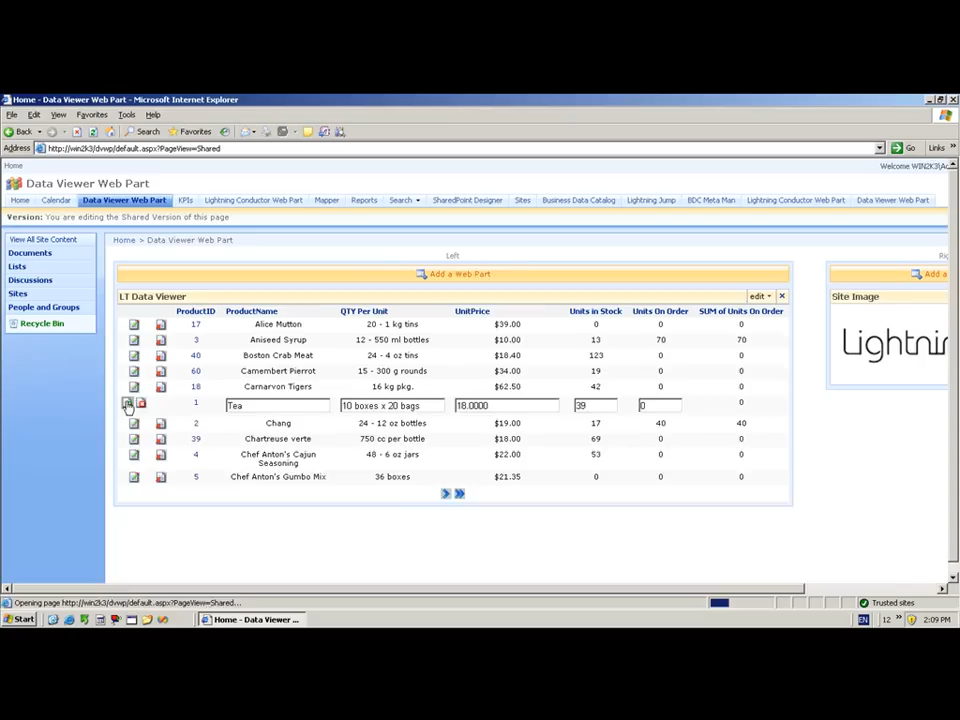 Home - Data Viewer Web Part - Microsoft Internet Explorer
File Edit View Favorites Tools Help
Back Search Favorites
Address http://win2k3/dvwp/default.aspx?PageView=Shared Go Links »
Home Welcome WIN2K3\Ac
Data Viewer Web Part
Home Calendar Data Viewer Web Part KPIs Lightning Conductor Web Part Mapper Reports Search SharePoint Designer Sites Business Data Catalog Lightning Jump BDC Meta Man Lightning Conductor Web Part Data Viewer Web Part
Version: You are editing the Shared Version of this page
View All Site Content
Documents
Lists
Discussions
Sites
People and Groups
Recycle Bin
Home > Data Viewer Web Part
Left
Add a Web Part
LT Data Viewer edit
ProductID ProductName QTY Per Unit UnitPrice Units in Stock Units On Order SUM of Units On Order
17 Alice Mutton 20 - 1 kg tins $39.00 0 0 0
3 Aniseed Syrup 12 - 550 ml bottles $10.00 13 70 70
40 Boston Crab Meat 24 - 4 oz tins $18.40 123 0 0
60 Camembert Pierrot 15 - 300 g rounds $34.00 19 0 0
18 Carnarvon Tigers 16 kg pkg. $62.50 42 0 0
1 Tea 10 boxes x 20 bags 18.0000 39 0 0
2 Chang 24 - 12 oz bottles $19.00 17 40 40
39 Chartreuse verte 750 cc per bottle $18.00 69 0 0
4 Chef Anton's Cajun Seasoning 48 - 6 oz jars $22.00 53 0 0
5 Chef Anton's Gumbo Mix 36 boxes $21.35 0 0 0
Add a
Site Image
Lightnin
Opening page http://win2k3/dvwp/default.aspx?PageView=Shared... Trusted sites
Start Home - Data Viewer ... EN 12 » 2:09 PM